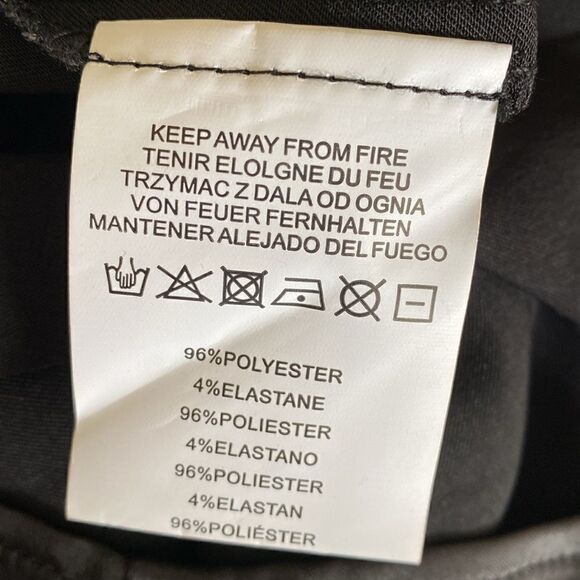 KEEP AWAY FROM FIRE
TENIR ELOLGNE DU FEU
TRZYMAC Z DALA OD OGNIA
VON FEUER FERNHALTEN
MANTENER ALEJADO DEL FUEGO
96%POLYESTER
4%ELASTANE
96%POLIESTER
4%ELASTANO
96%POLIESTER
4%ELASTAN
96%POLIÉSTER